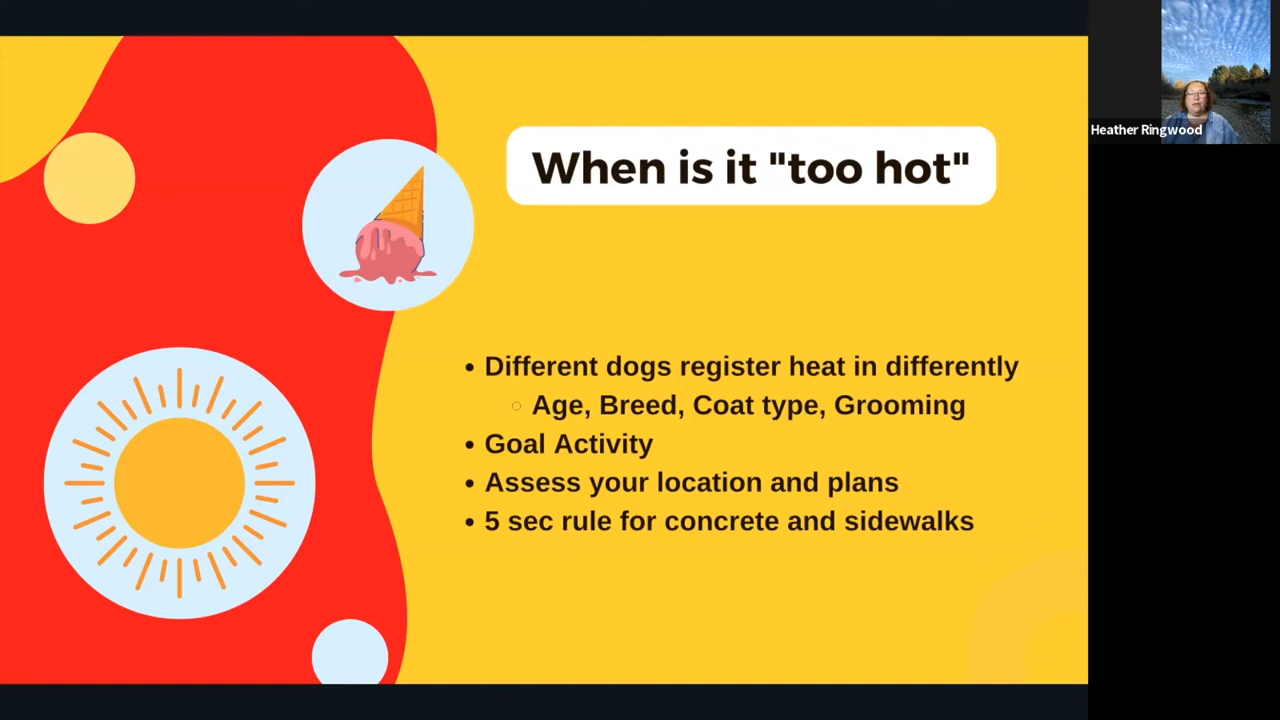 Heather Ringwood
When is it "too hot"
• Different dogs register heat in differently
○ Age, Breed, Coat type, Grooming
• Goal Activity
• Assess your location and plans
• 5 sec rule for concrete and sidewalks